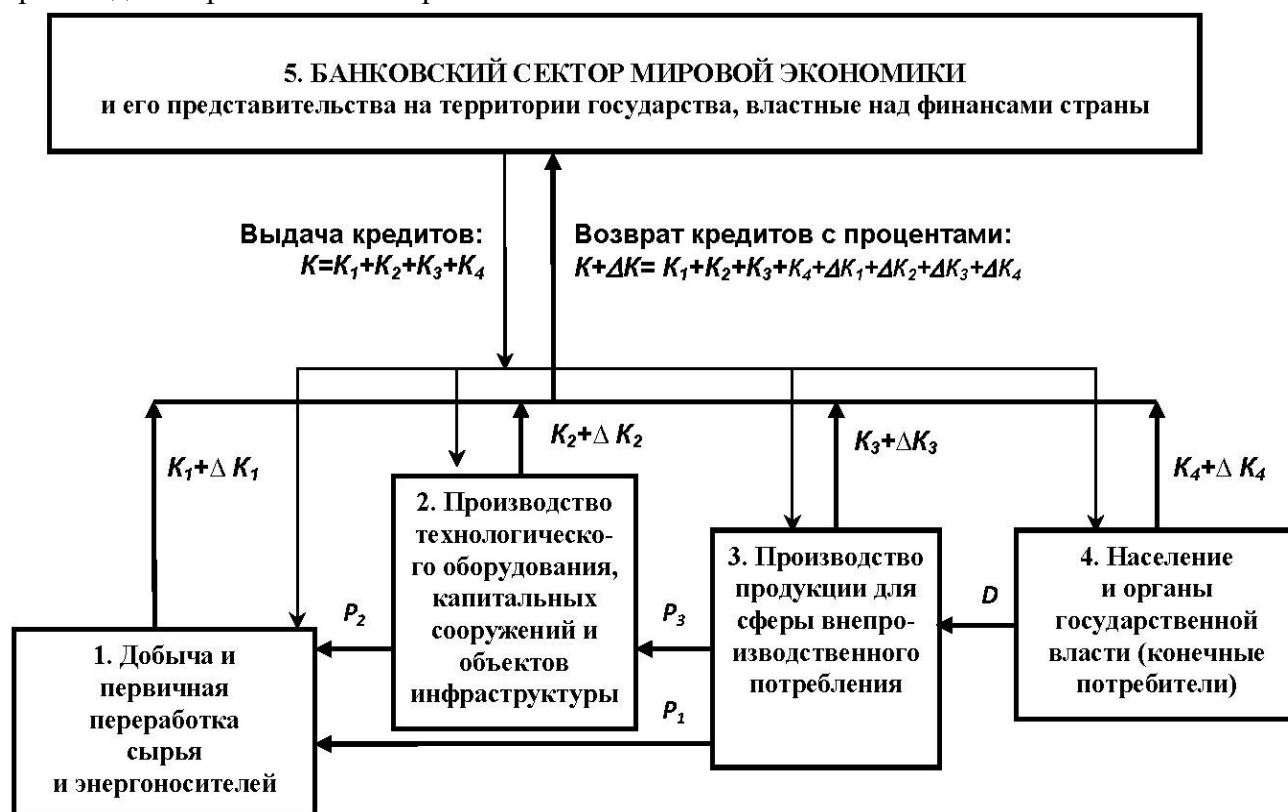 5. БАНКОВСКИЙ СЕКТОР МИРОВОЙ ЭКОНОМИКИ
и его представительства на территории государства, властные над финансами страны
Выдача кредитов:
K=K₁+K₂+K₃+K₄
Возврат кредитов с процентами:
K+ΔK= K₁+K₂+K₃+K₄+ΔK₁+ΔK₂+ΔK₃+ΔK₄
K₁+Δ K₁
K₂+Δ K₂
K₃+ΔK₃
K₄+Δ K₄
1. Добыча и
первичная
переработка
сырья
и энергоносителей
P₂
2. Производство
технологическо-
го оборудования,
капитальных
сооружений и
объектов
инфраструктуры
P₃
P₁
3. Производство
продукции для
сферы внепро-
изводственного
потребления
D
4. Население
и органы
государственной
власти (конечные
потребители)